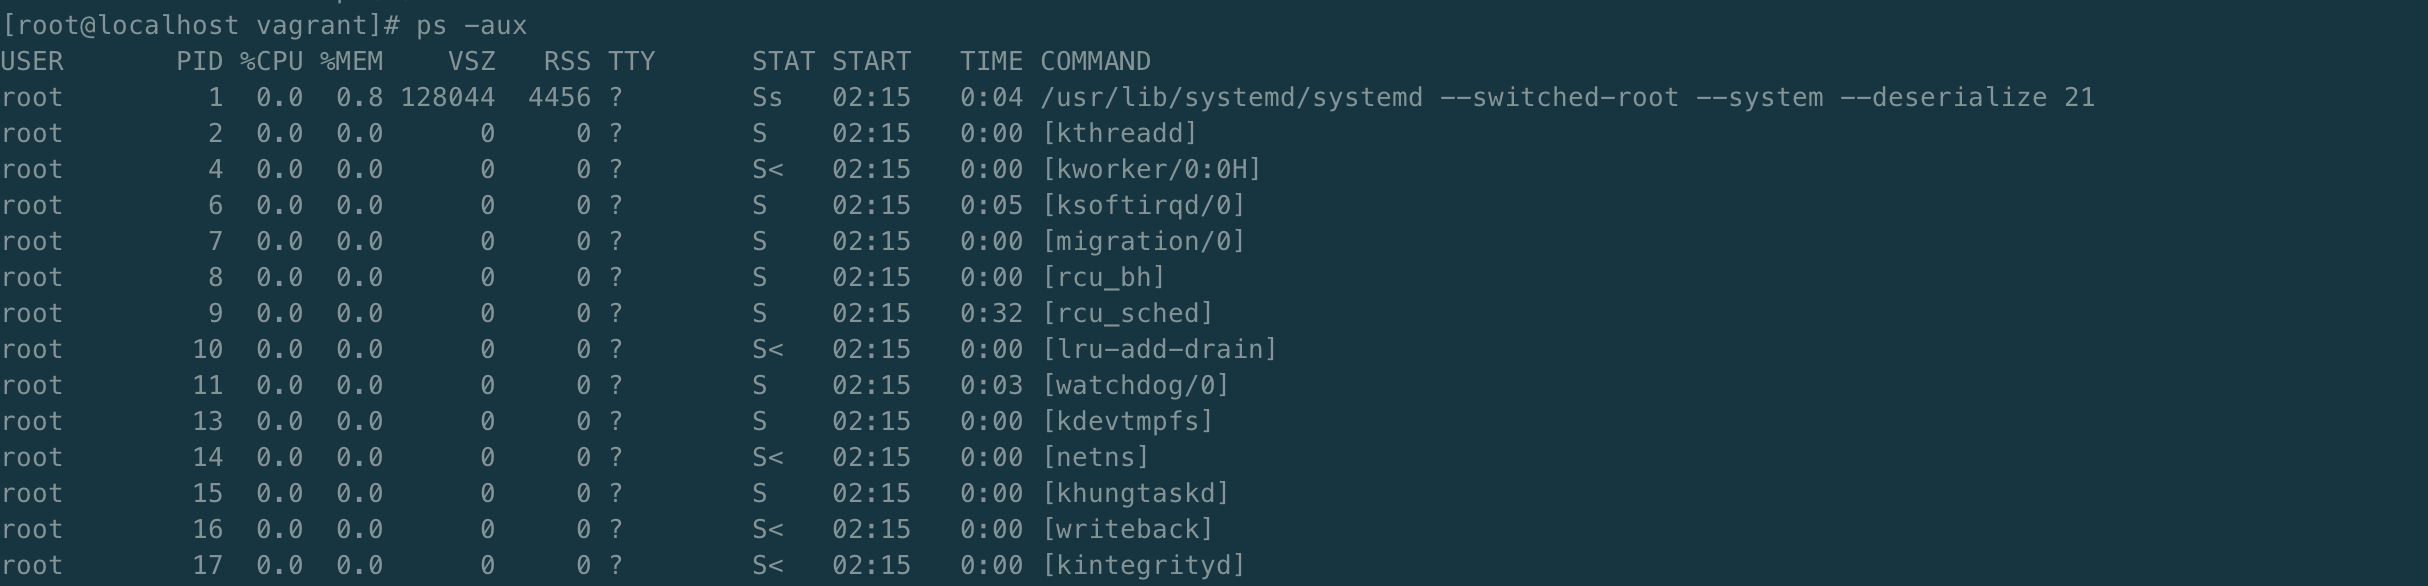 [root@localhost vagrant]# ps -aux
USER       PID %CPU %MEM    VSZ   RSS TTY      STAT START   TIME COMMAND
root         1  0.0  0.8 128044  4456 ?        Ss   02:15   0:04 /usr/lib/systemd/systemd --switched-root --system --deserialize 21
root         2  0.0  0.0      0     0 ?        S    02:15   0:00 [kthreadd]
root         4  0.0  0.0      0     0 ?        S<   02:15   0:00 [kworker/0:0H]
root         6  0.0  0.0      0     0 ?        S    02:15   0:05 [ksoftirqd/0]
root         7  0.0  0.0      0     0 ?        S    02:15   0:00 [migration/0]
root         8  0.0  0.0      0     0 ?        S    02:15   0:00 [rcu_bh]
root         9  0.0  0.0      0     0 ?        S    02:15   0:32 [rcu_sched]
root        10  0.0  0.0      0     0 ?        S<   02:15   0:00 [lru-add-drain]
root        11  0.0  0.0      0     0 ?        S    02:15   0:03 [watchdog/0]
root        13  0.0  0.0      0     0 ?        S    02:15   0:00 [kdevtmpfs]
root        14  0.0  0.0      0     0 ?        S<   02:15   0:00 [netns]
root        15  0.0  0.0      0     0 ?        S    02:15   0:00 [khungtaskd]
root        16  0.0  0.0      0     0 ?        S<   02:15   0:00 [writeback]
root        17  0.0  0.0      0     0 ?        S<   02:15   0:00 [kintegrityd]